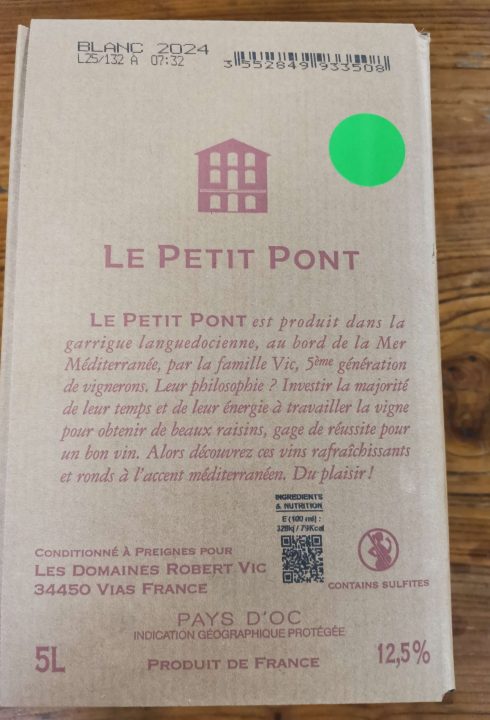 BLANC 2024
L25/132 A 07:32
3 552849 933508
LE PETIT PONT
LE PETIT PONT est produit dans la
garrigue languedocienne, au bord de la Mer
Méditerranée, par la famille Vic, 5ème génération
de vignerons. Leur philosophie ? Investir la majorité
de leur temps et de leur énergie à travailler la vigne
pour obtenir de beaux raisins, gage de réussite pour
un bon vin. Alors découvrez ces vins rafraîchissants
et ronds à l'accent méditerranéen. Du plaisir !
INGREDIENTS
& NUTRITION
E (100 ml) :
328kj / 79Kcal
CONDITIONNÉ À PREIGNES POUR
LES DOMAINES ROBERT VIC
34450 VIAS FRANCE
CONTAINS SULFITES
PAYS D'OC
INDICATION GÉOGRAPHIQUE PROTÉGÉE
5L
PRODUIT DE FRANCE
12,5%